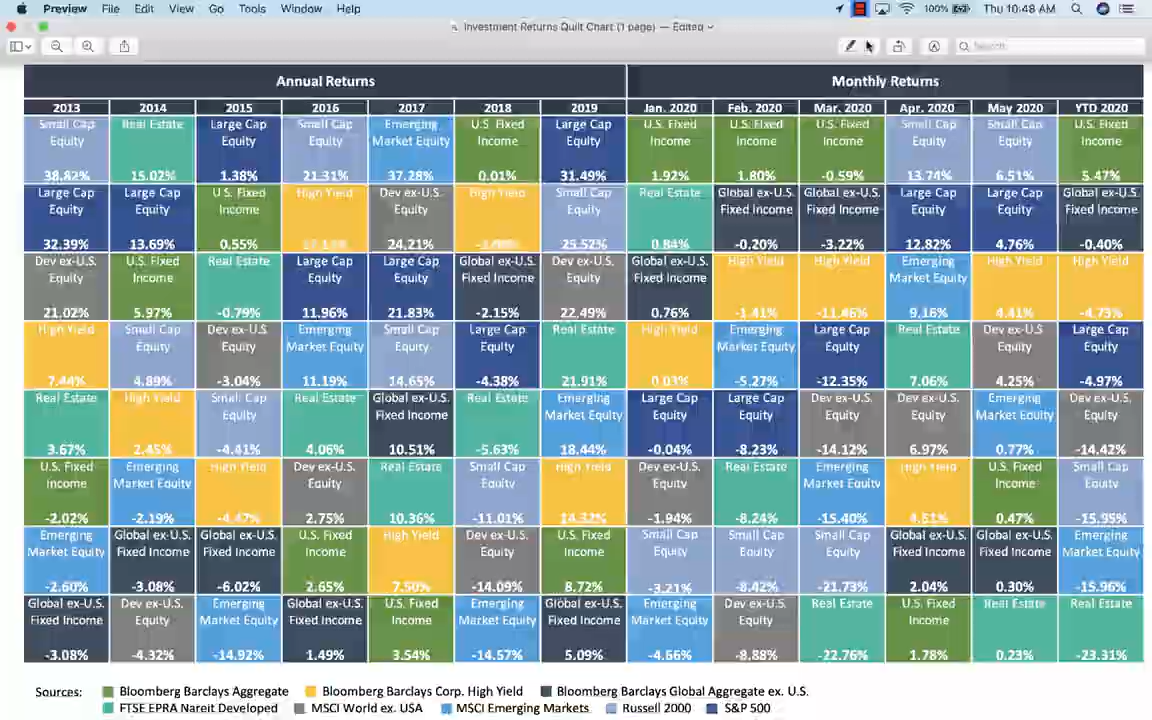 Preview File Edit View Go Tools Window Help 100% Thu 10:48 AM
Investment Returns Quilt Chart (1 page) — Edited
Search
Annual Returns Monthly Returns
2013 2014 2015 2016 2017 2018 2019 Jan. 2020 Feb. 2020 Mar. 2020 Apr. 2020 May 2020 YTD 2020
Small Cap Real Estate Large Cap Small Cap Emerging U.S. Fixed Large Cap U.S. Fixed U.S. Fixed U.S. Fixed Small Cap Small Cap U.S. Fixed
Equity Equity Equity Market Equity Income Equity Income Income Income Equity Equity Income
38.82% 15.02% 1.38% 21.31% 37.28% 0.01% 31.49% 1.92% 1.80% -0.59% 13.74% 6.51% 5.47%
Large Cap Large Cap U.S. Fixed High Yield Dev ex-U.S. High Yield Small Cap Real Estate Global ex-U.S. Global ex-U.S. Large Cap Large Cap Global ex-U.S.
Equity Equity Income Equity Equity Fixed Income Fixed Income Equity Equity Fixed Income
32.39% 13.69% 0.55% 24.21% 25.52% 0.84% -0.20% -3.22% 12.82% 4.76% -0.40%
Dev ex-U.S. U.S. Fixed Real Estate Large Cap Large Cap Global ex-U.S. Dev ex-U.S. Global ex-U.S. High Yield High Yield Emerging High Yield High Yield
Equity Income Equity Equity Fixed Income Equity Fixed Income Market Equity
21.02% 5.97% -0.79% 11.96% 21.83% -2.15% 22.49% 0.76% -1.41% -11.46% 9.16% 4.41% -4.73%
High Yield Small Cap Dev ex-U.S Emerging Small Cap Large Cap Real Estate High Yield Emerging Large Cap Real Estate Dev ex-U.S Large Cap
Equity Equity Market Equity Equity Equity Market Equity Equity Equity Equity
7.44% 4.89% -3.04% 11.19% 14.65% -4.38% 21.91% 0.03% -5.27% -12.35% 7.06% 4.25% -4.97%
Real Estate High Yield Small Cap Real Estate Global ex-U.S. Real Estate Emerging Large Cap Large Cap Dev ex-U.S. Dev ex-U.S. Emerging Dev ex-U.S.
Equity Fixed Income Market Equity Equity Equity Equity Equity Market Equity Equity
3.67% 2.45% -4.41% 4.06% 10.51% -5.63% 18.44% -0.04% -8.23% -14.12% 6.97% 0.77% -14.42%
U.S. Fixed Emerging High Yield Dev ex-U.S. Real Estate Small Cap High Yield Dev ex-U.S. Real Estate Emerging High Yield U.S. Fixed Small Cap
Income Market Equity Equity Equity Equity Market Equity Income Equity
-2.02% -2.19% -4.47% 2.75% 10.36% -11.01% 14.32% -1.94% -8.24% -15.40% 4.51% 0.47% -15.95%
Emerging Global ex-U.S. Global ex-U.S. U.S. Fixed High Yield Dev ex-U.S. U.S. Fixed Small Cap Small Cap Small Cap Global ex-U.S. Global ex-U.S. Emerging
Market Equity Fixed Income Fixed Income Income Equity Income Equity Equity Equity Fixed Income Fixed Income Market Equity
-2.60% -3.08% -6.02% 2.65% 7.50% -14.09% 8.72% -3.21% -8.42% -21.73% 2.04% 0.30% -15.96%
Global ex-U.S. Dev ex-U.S. Emerging Global ex-U.S. U.S. Fixed Emerging Global ex-U.S. Emerging Dev ex-U.S. Real Estate U.S. Fixed Real Estate Real Estate
Fixed Income Equity Market Equity Fixed Income Income Market Equity Fixed Income Market Equity Equity Income
-3.08% -4.32% -14.92% 1.49% 3.54% -14.57% 5.09% -4.66% -8.88% -22.76% 1.78% 0.23% -23.31%
Sources: Bloomberg Barclays Aggregate Bloomberg Barclays Corp. High Yield Bloomberg Barclays Global Aggregate ex. U.S.
FTSE EPRA Nareit Developed MSCI World ex. USA MSCI Emerging Markets Russell 2000 S&P 500